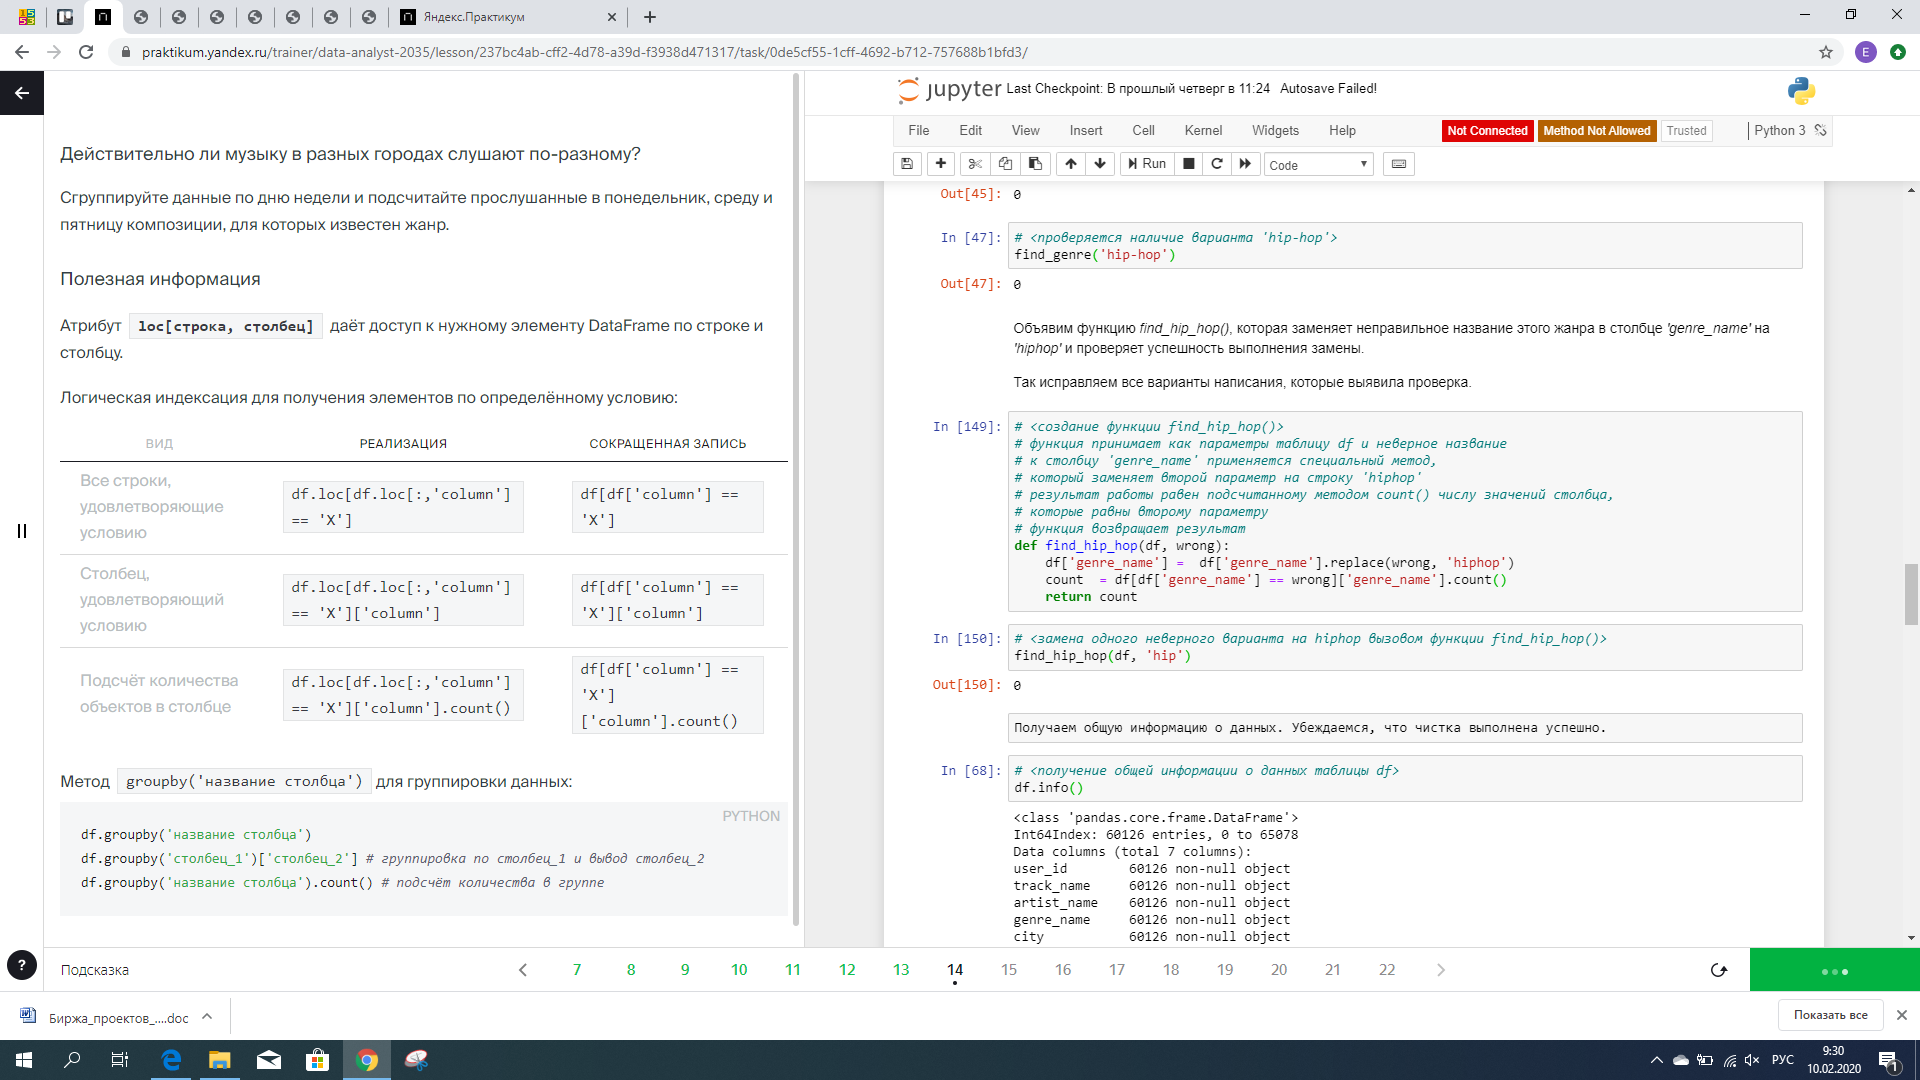 Яндекс.Практикум
praktikum.yandex.ru/trainer/data-analyst-2035/lesson/237bc4ab-cff2-4d78-a39d-f3938d471317/task/0de5cf55-1cff-4692-b712-757688b1bfd3/
E
Действительно ли музыку в разных городах слушают по-разному?
Сгруппируйте данные по дню недели и подсчитайте прослушанные в понедельник, среду и
пятницу композиции, для которых известен жанр.
Полезная информация
Атрибут loc[строка, столбец] даёт доступ к нужному элементу DataFrame по строке и
столбцу.
Логическая индексация для получения элементов по определённому условию:
ВИД РЕАЛИЗАЦИЯ СОКРАЩЕННАЯ ЗАПИСЬ
Все строки,
удовлетворяющие
условию
df.loc[df.loc[:,'column']
== 'X']
df[df['column'] ==
'X']
Столбец,
удовлетворяющий
условию
df.loc[df.loc[:,'column']
== 'X']['column']
df[df['column'] ==
'X']['column']
Подсчёт количества
объектов в столбце
df.loc[df.loc[:,'column']
== 'X']['column'].count()
df[df['column'] ==
'X']
['column'].count()
Метод groupby('название столбца') для группировки данных:
PYTHON
df.groupby('название столбца')
df.groupby('столбец_1')['столбец_2'] # группировка по столбец_1 и вывод столбец_2
df.groupby('название столбца').count() # подсчёт количества в группе
jupyter Last Checkpoint: В прошлый четверг в 11:24 Autosave Failed!
File Edit View Insert Cell Kernel Widgets Help Not Connected Method Not Allowed Trusted Python 3
Run Code
Out[45]: 0
In [47]: # <проверяется наличие варианта 'hip-hop'>
find_genre('hip-hop')
Out[47]: 0
Объявим функцию find_hip_hop(), которая заменяет неправильное название этого жанра в столбце 'genre_name' на
'hiphop' и проверяет успешность выполнения замены.
Так исправляем все варианты написания, которые выявила проверка.
In [149]: # <создание функции find_hip_hop()>
# функция принимает как параметры таблицу df и неверное название
# к столбцу 'genre_name' применяется специальный метод,
# который заменяет второй параметр на строку 'hiphop'
# результат работы равен подсчитанному методом count() числу значений столбца,
# которые равны второму параметру
# функция возвращает результат
def find_hip_hop(df, wrong):
df['genre_name'] = df['genre_name'].replace(wrong, 'hiphop')
count = df[df['genre_name'] == wrong]['genre_name'].count()
return count
In [150]: # <замена одного неверного варианта на hiphop вызовом функции find_hip_hop()>
find_hip_hop(df, 'hip')
Out[150]: 0
Получаем общую информацию о данных. Убеждаемся, что чистка выполнена успешно.
In [68]: # <получение общей информации о данных таблицы df>
df.info()
<class 'pandas.core.frame.DataFrame'>
Int64Index: 60126 entries, 0 to 65078
Data columns (total 7 columns):
user_id 60126 non-null object
track_name 60126 non-null object
artist_name 60126 non-null object
genre_name 60126 non-null object
city 60126 non-null object
? Подсказка 7 8 9 10 11 12 13 14 15 16 17 18 19 20 21 22
Биржа_проектов_....doc Показать все
РУС 9:30
10.02.2020
1